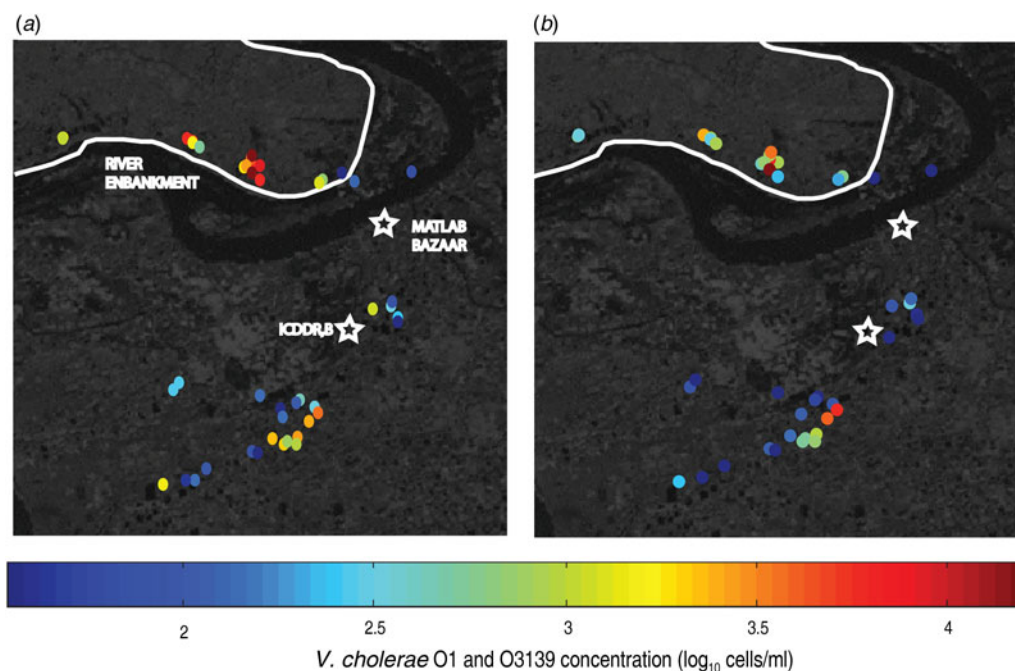 (a)
(b)
RIVER
ENBANKMENT
MATLAB
BAZAAR
ICDDR,B
2
2.5
3
3.5
4
V. cholerae O1 and O3139 concentration (log10 cells/ml)